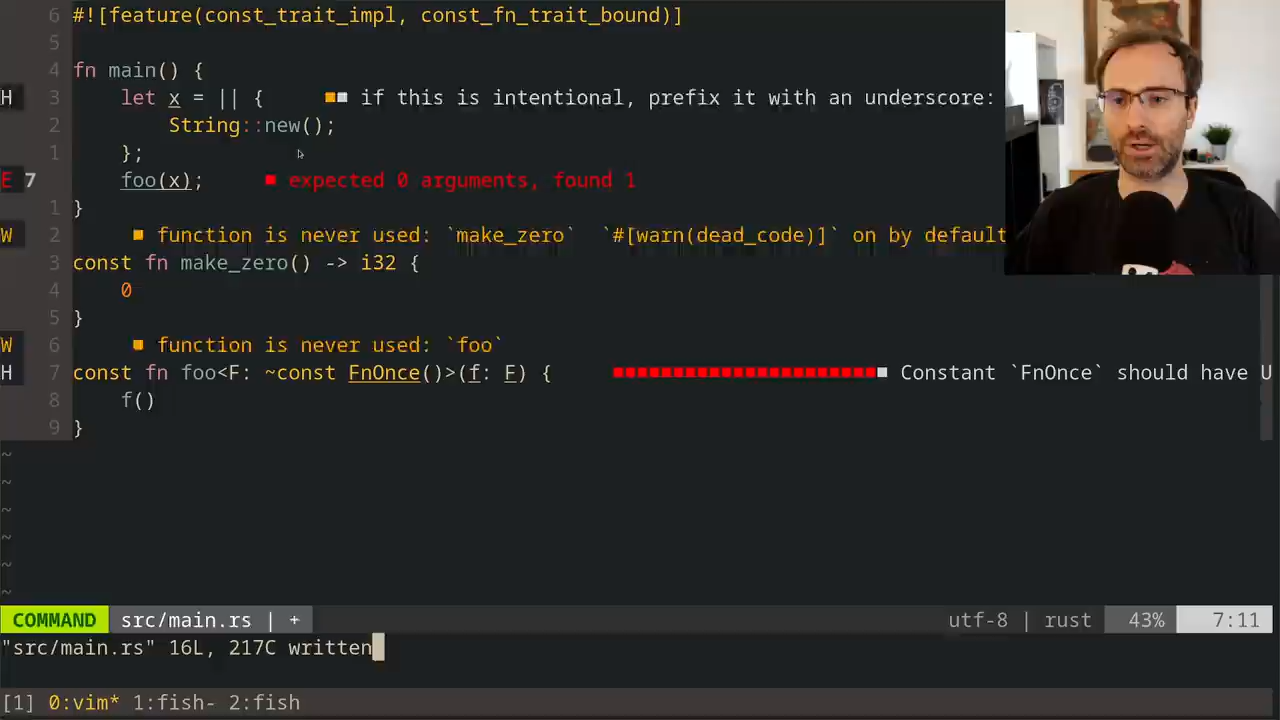 6 #![feature(const_trait_impl, const_fn_trait_bound)]
5
4 fn main() {
H 3 let x = || { if this is intentional, prefix it with an underscore:
2 String::new();
1 };
E 7 foo(x); expected 0 arguments, found 1
1 }
W 2 function is never used: `make_zero` `#[warn(dead_code)]` on by default
3 const fn make_zero() -> i32 {
4 0
5 }
W 6 function is never used: `foo`
H 7 const fn foo<F: ~const FnOnce()>(f: F) { Constant `FnOnce` should have U
8 f()
9 }
~
~
~
~
~
~
COMMAND src/main.rs | + utf-8 | rust 43% 7:11
"src/main.rs" 16L, 217C written
[1] 0:vim* 1:fish- 2:fish